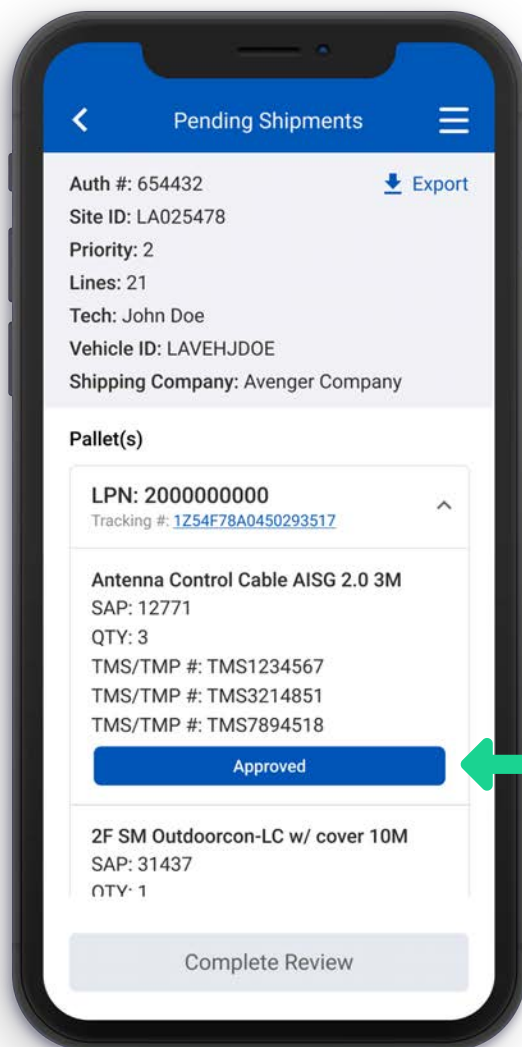 Pending Shipments
Auth #: 654432
Export
Site ID: LA025478
Priority: 2
Lines: 21
Tech: John Doe
Vehicle ID: LAVEHJDOE
Shipping Company: Avenger Company
Pallet(s)
LPN: 2000000000
Tracking #: 1Z54F78A0450293517
Antenna Control Cable AISG 2.0 3M
SAP: 12771
QTY: 3
TMS/TMP #: TMS1234567
TMS/TMP #: TMS3214851
TMS/TMP #: TMS7894518
Approved
2F SM Outdoorcon-LC w/ cover 10M
SAP: 31437
QTY: 1
Complete Review